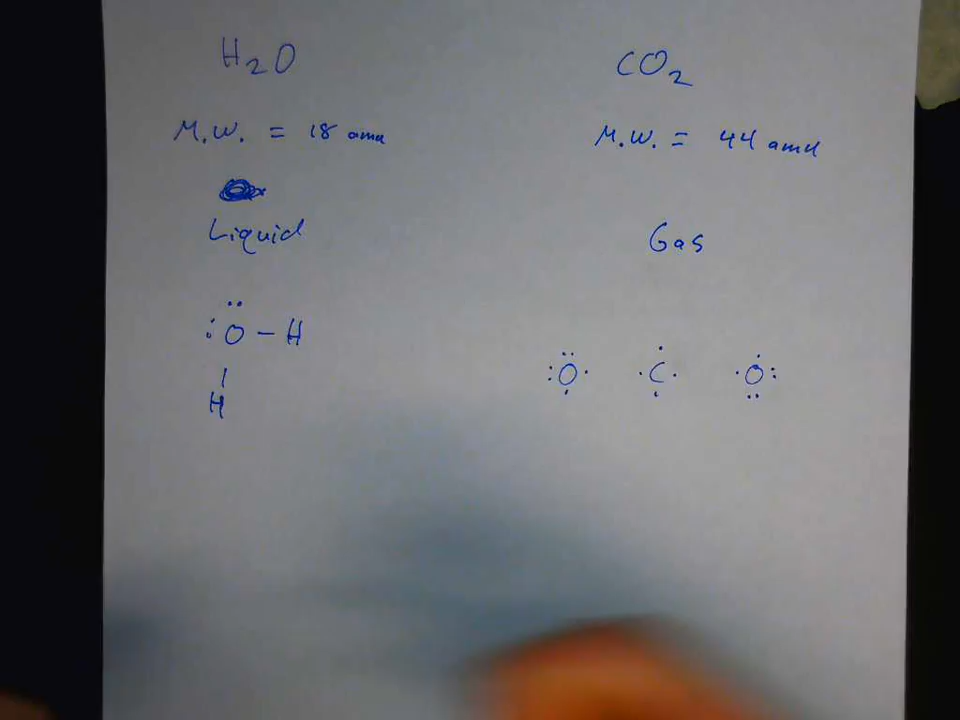 H₂O
CO₂
M.W. = 18 amu
M.W. = 44 amu
Liquid
Gas
:Ö – H
|
H
:Ö· ·C· ·O: